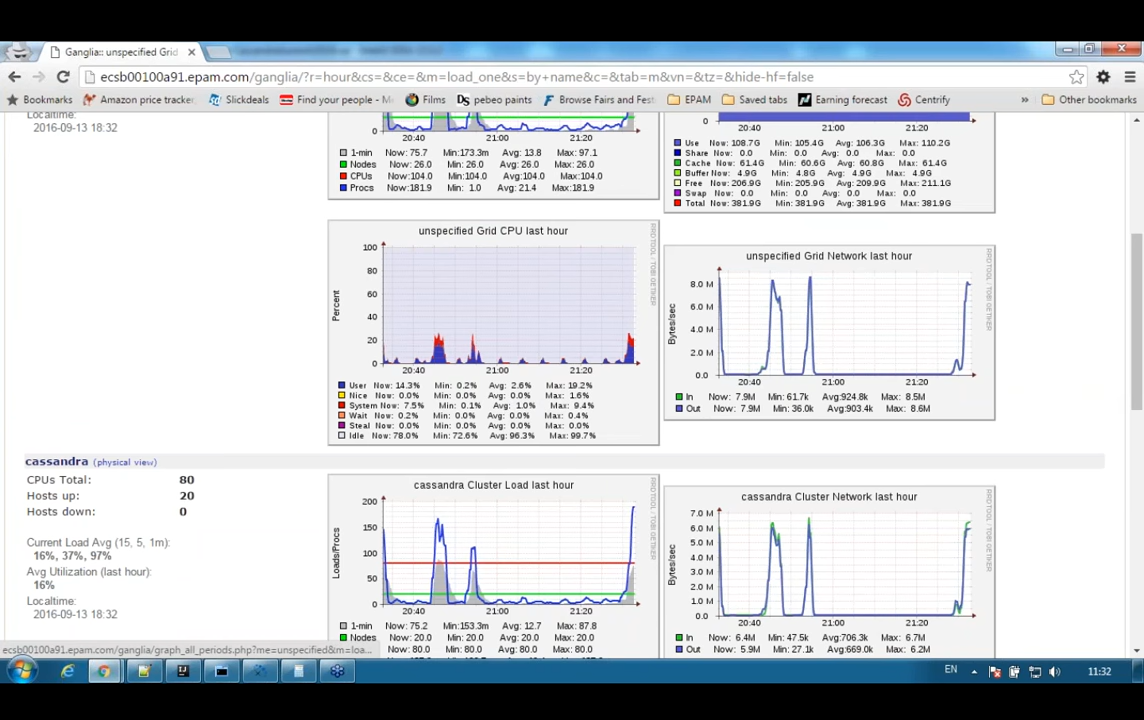 Ganglia:: unspecified Grid
ecsb00100a91.epam.com/ganglia/?r=hour&cs=&ce=&m=load_one&s=by+name&c=&tab=m&vn=&tz=&hide-hf=false
Bookmarks Amazon price tracker Slickdeals Find your people - M Films Ds pebeo paints F Browse Fairs and Fest EPAM Saved tabs Earning forecast Centrify » Other bookmarks
Localtime:
2016-09-13 18:32
0
20:40 21:00 21:20
1-min Now: 75.7 Min:173.3m Avg: 13.8 Max: 97.1
Nodes Now: 26.0 Min: 26.0 Avg: 26.0 Max: 26.0
CPUs Now:104.0 Min:104.0 Avg:104.0 Max:104.0
Procs Now:181.9 Min: 1.0 Avg: 21.4 Max:181.9
0
20:40 21:00 21:20
Use Now:108.7G Min:105.4G Avg:106.3G Max:110.2G
Share Now: 0.0 Min: 0.0 Avg: 0.0 Max: 0.0
Cache Now: 61.4G Min: 60.6G Avg: 60.8G Max: 61.4G
Buffer Now: 4.9G Min: 4.8G Avg: 4.9G Max: 4.9G
Free Now:206.9G Min:205.9G Avg:209.9G Max:211.1G
Swap Now: 0.0 Min: 0.0 Avg: 0.0 Max: 0.0
Total Now:381.9G Min:381.9G Avg:381.9G Max:381.9G
unspecified Grid CPU last hour
RRDTOOL / TOBI OETIKER
Percent
100
80
60
40
20
0
20:40 21:00 21:20
User Now: 14.3% Min: 0.2% Avg: 2.6% Max: 19.2%
Nice Now: 0.0% Min: 0.0% Avg: 0.0% Max: 1.6%
System Now: 7.5% Min: 0.1% Avg: 1.0% Max: 9.4%
Wait Now: 0.2% Min: 0.0% Avg: 0.0% Max: 0.4%
Steal Now: 0.0% Min: 0.0% Avg: 0.0% Max: 0.0%
Idle Now: 78.0% Min: 72.6% Avg: 96.3% Max: 99.7%
unspecified Grid Network last hour
RRDTOOL / TOBI OETIKER
Bytes/sec
8.0 M
6.0 M
4.0 M
2.0 M
0.0
20:40 21:00 21:20
In Now: 7.9M Min: 61.7k Avg:924.8k Max: 8.5M
Out Now: 7.9M Min: 36.0k Avg:903.4k Max: 8.6M
cassandra (physical view)
CPUs Total: 80
Hosts up: 20
Hosts down: 0
Current Load Avg (15, 5, 1m):
16%, 37%, 97%
Avg Utilization (last hour):
16%
Localtime:
2016-09-13 18:32
cassandra Cluster Load last hour
RRDTOOL / TOBI OETIKER
Loads/Procs
200
150
100
50
0
20:40 21:00 21:20
1-min Now: 75.2 Min:153.3m Avg: 12.7 Max: 87.8
Nodes Now: 20.0 Min: 20.0 Avg: 20.0 Max: 20.0
Now: 80.0 Min: 80.0 Avg: 80.0 Max: 80.0
cassandra Cluster Network last hour
RRDTOOL / TOBI OETIKER
Bytes/sec
7.0 M
6.0 M
5.0 M
4.0 M
3.0 M
2.0 M
1.0 M
0.0
20:40 21:00 21:20
In Now: 6.4M Min: 47.5k Avg:706.3k Max: 6.7M
Out Now: 5.9M Min: 27.1k Avg:669.0k Max: 6.2M
ecsb00100a91.epam.com/ganglia/graph_all_periods.php?me=unspecified&m=loa...
EN 11:32